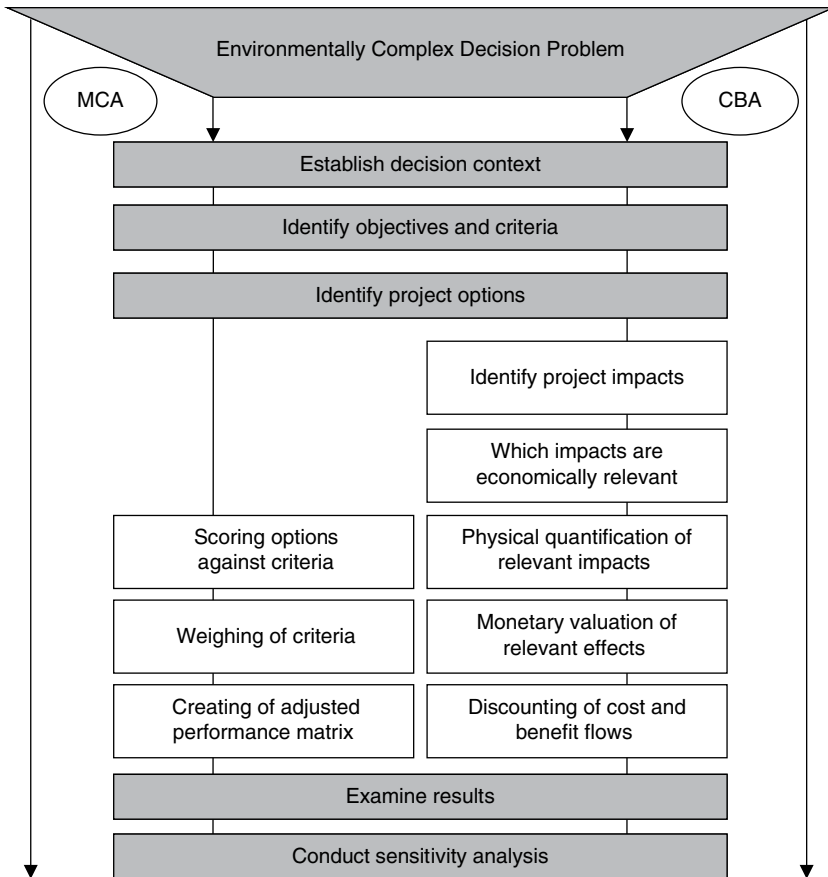 Environmentally Complex Decision Problem
MCA
CBA
Establish decision context
Identify objectives and criteria
Identify project options
Identify project impacts
Which impacts are
economically relevant
Scoring options
against criteria
Physical quantification of
relevant impacts
Weighing of criteria
Monetary valuation of
relevant effects
Creating of adjusted
performance matrix
Discounting of cost and
benefit flows
Examine results
Conduct sensitivity analysis